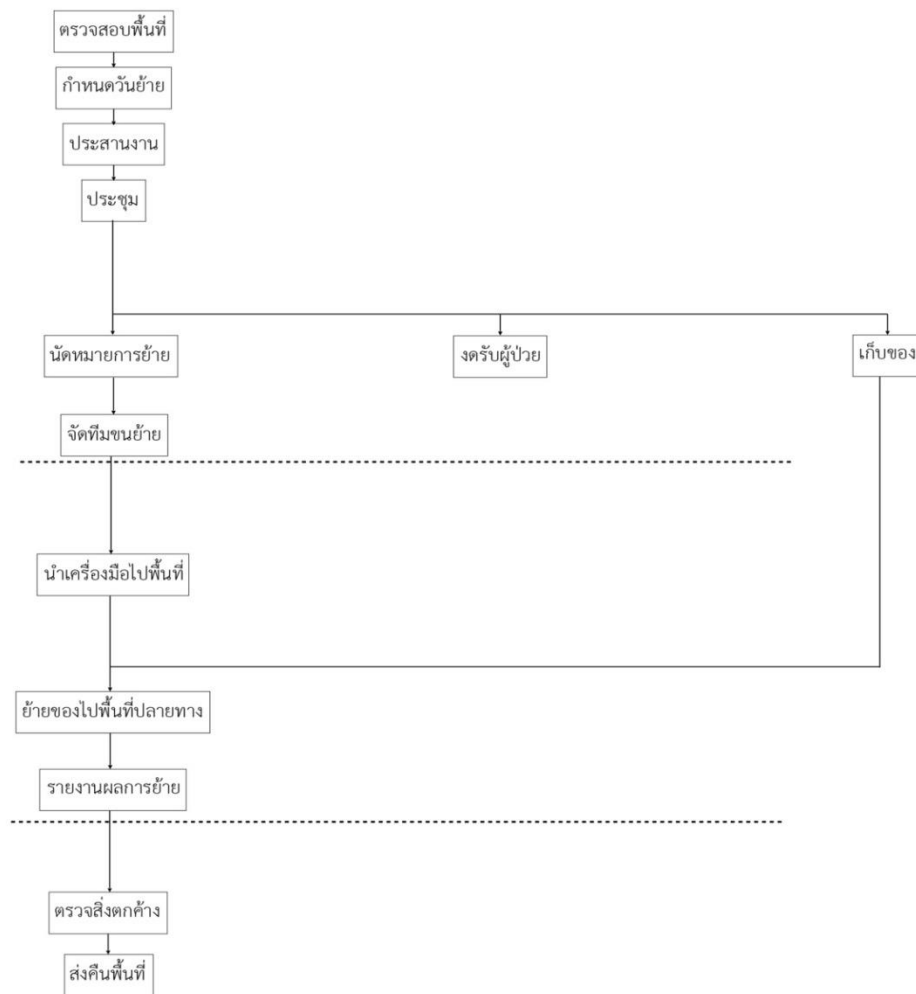 ตรวจสอบพื้นที่
กำหนดวันย้าย
ประสานงาน
ประชุม
นัดหมายการย้าย
งดรับผู้ป่วย
เก็บของ
จัดทีมขนย้าย
นำเครื่องมือไปพื้นที่
ย้ายของไปพื้นที่ปลายทาง
รายงานผลการย้าย
ตรวจสิ่งตกค้าง
ส่งคืนพื้นที่